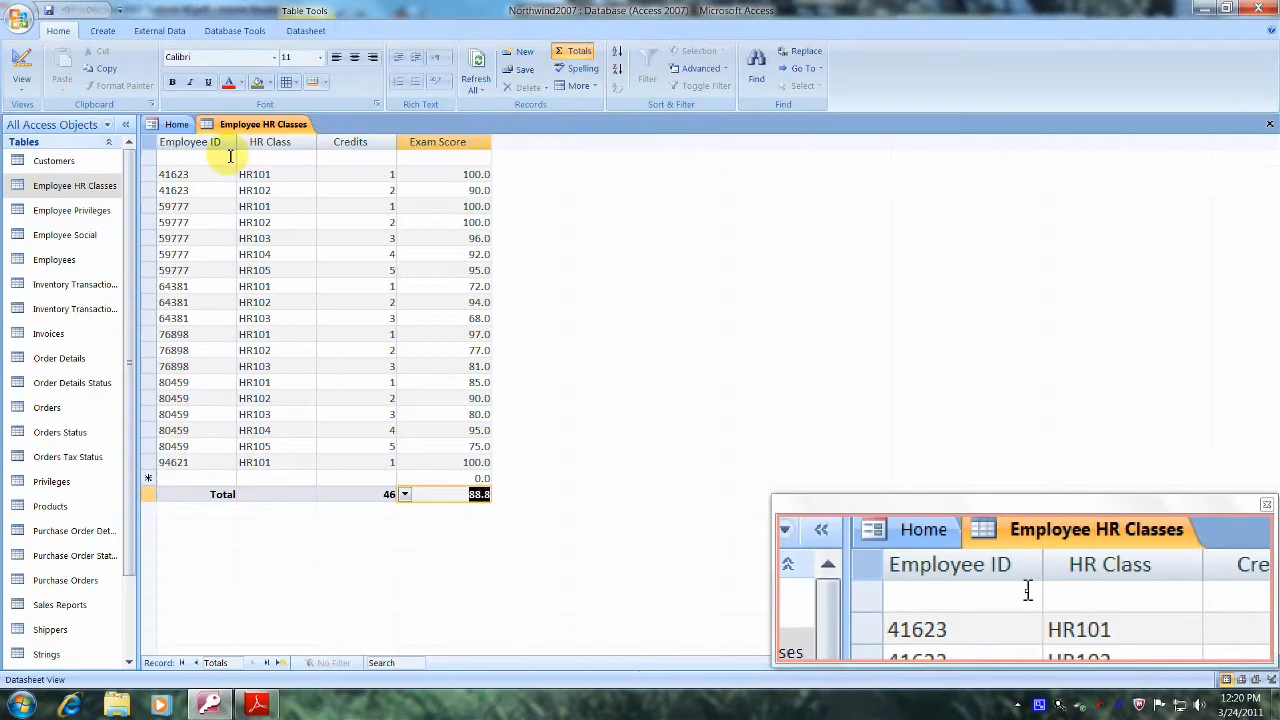 Table Tools
Northwind2007 : Database (Access 2007) - Microsoft Access
Home Create External Data Database Tools Datasheet
View
Views
Paste
Cut
Copy
Format Painter
Clipboard
Calibri 11
B I U A
Font
Rich Text
Refresh All
New
Save
Delete
Σ Totals
Spelling
More
Records
Filter
Selection
Advanced
Toggle Filter
Sort & Filter
Find
Replace
Go To
Select
Find
All Access Objects
Tables
Customers
Employee HR Classes
Employee Privileges
Employee Social
Employees
Inventory Transactio...
Inventory Transactio...
Invoices
Order Details
Order Details Status
Orders
Orders Status
Orders Tax Status
Privileges
Products
Purchase Order Det...
Purchase Order Stat...
Purchase Orders
Sales Reports
Shippers
Strings
Home Employee HR Classes
Employee ID HR Class Credits Exam Score
41623 HR101 1 100.0
41623 HR102 2 90.0
59777 HR101 1 100.0
59777 HR102 2 100.0
59777 HR103 3 96.0
59777 HR104 4 92.0
59777 HR105 5 95.0
64381 HR101 1 72.0
64381 HR102 2 94.0
64381 HR103 3 68.0
76898 HR101 1 97.0
76898 HR102 2 77.0
76898 HR103 3 81.0
80459 HR101 1 85.0
80459 HR102 2 90.0
80459 HR103 3 80.0
80459 HR104 4 95.0
80459 HR105 5 75.0
94621 HR101 1 100.0
* 0.0
Total 46 88.8
Home Employee HR Classes
Employee ID HR Class Cre
41623 HR101
ses
Record: Totals No Filter Search
Datasheet View
12:20 PM
3/24/2011